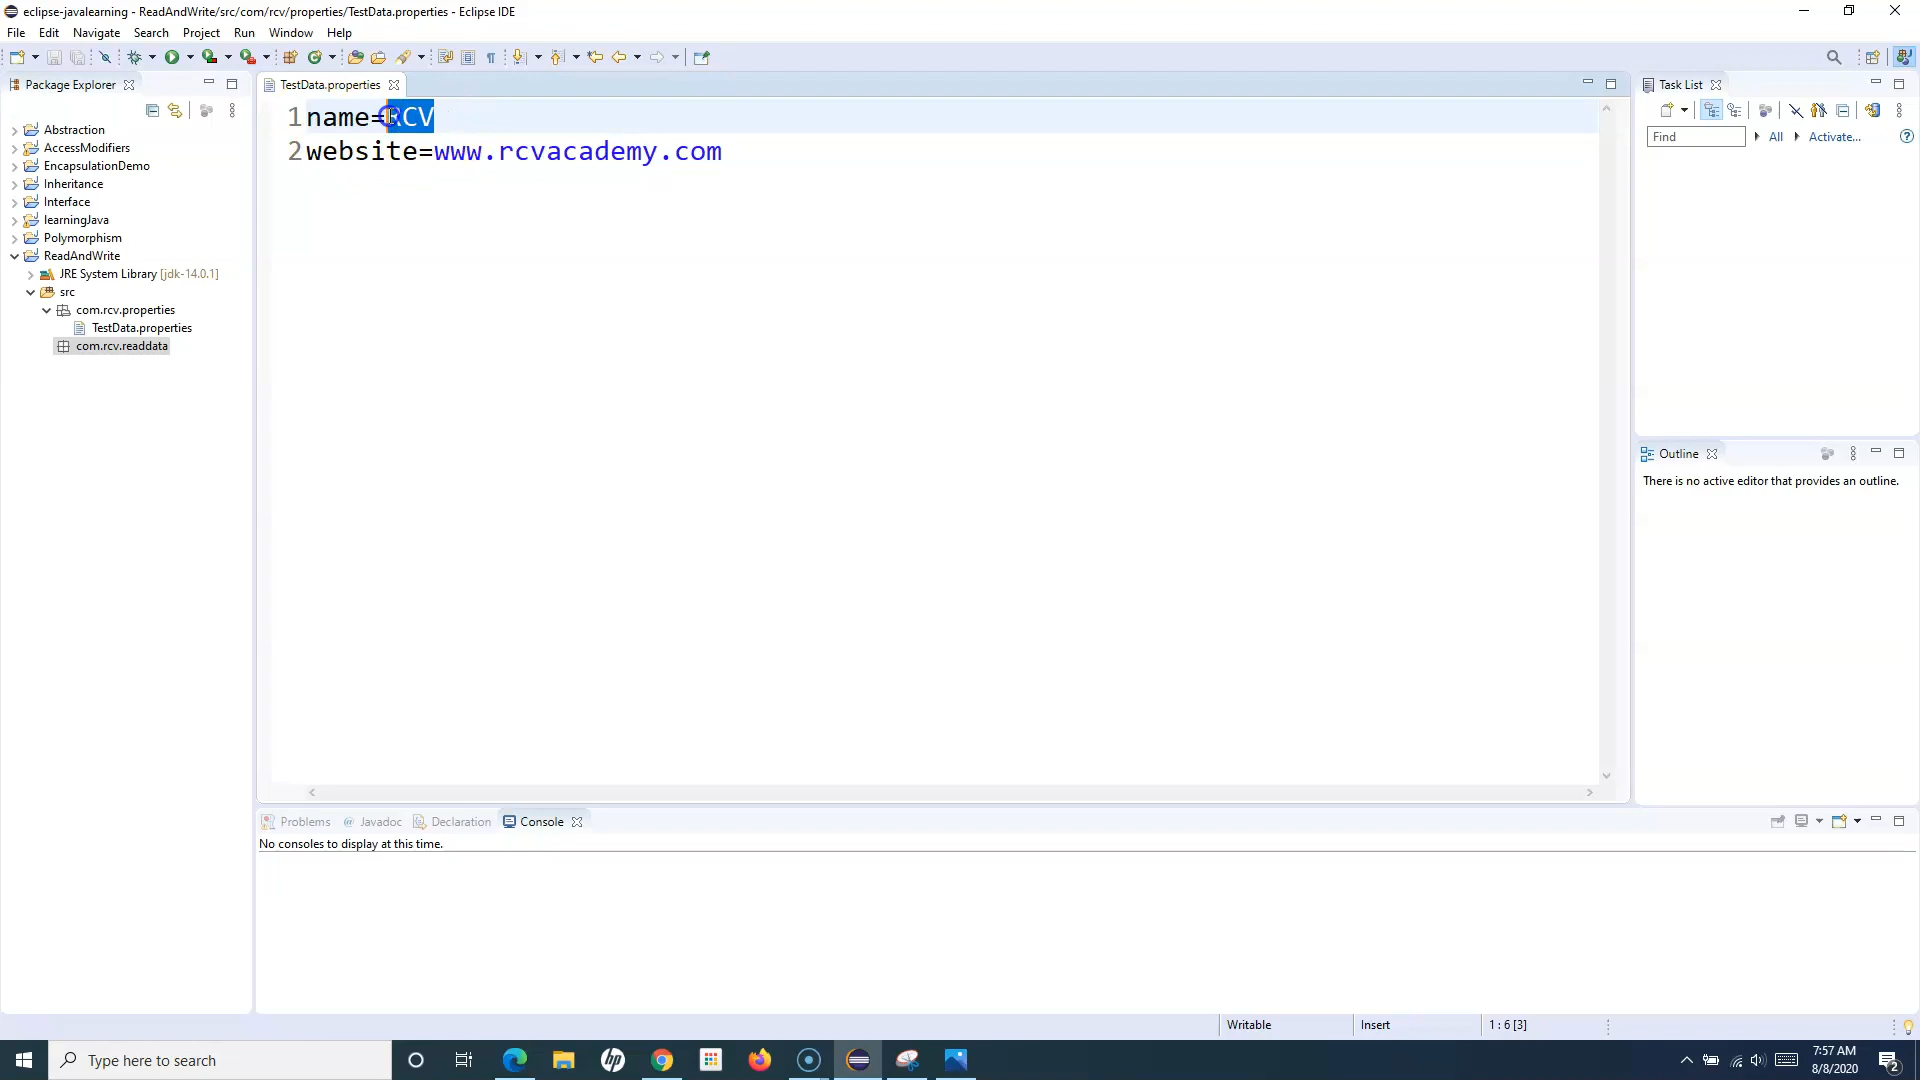 eclipse-javalearning - ReadAndWrite/src/com/rcv/properties/TestData.properties - Eclipse IDE
File Edit Navigate Search Project Run Window Help
Package Explorer
Abstraction
AccessModifiers
EncapsulationDemo
Inheritance
Interface
learningJava
Polymorphism
ReadAndWrite
JRE System Library [jdk-14.0.1]
src
com.rcv.properties
TestData.properties
com.rcv.readdata
TestData.properties
1 name=RCV
2 website=www.rcvacademy.com
Task List
Find All Activate...
Outline
There is no active editor that provides an outline.
Problems Javadoc Declaration Console
No consoles to display at this time.
Writable Insert 1 : 6 [3]
Type here to search
7:57 AM
8/8/2020
2